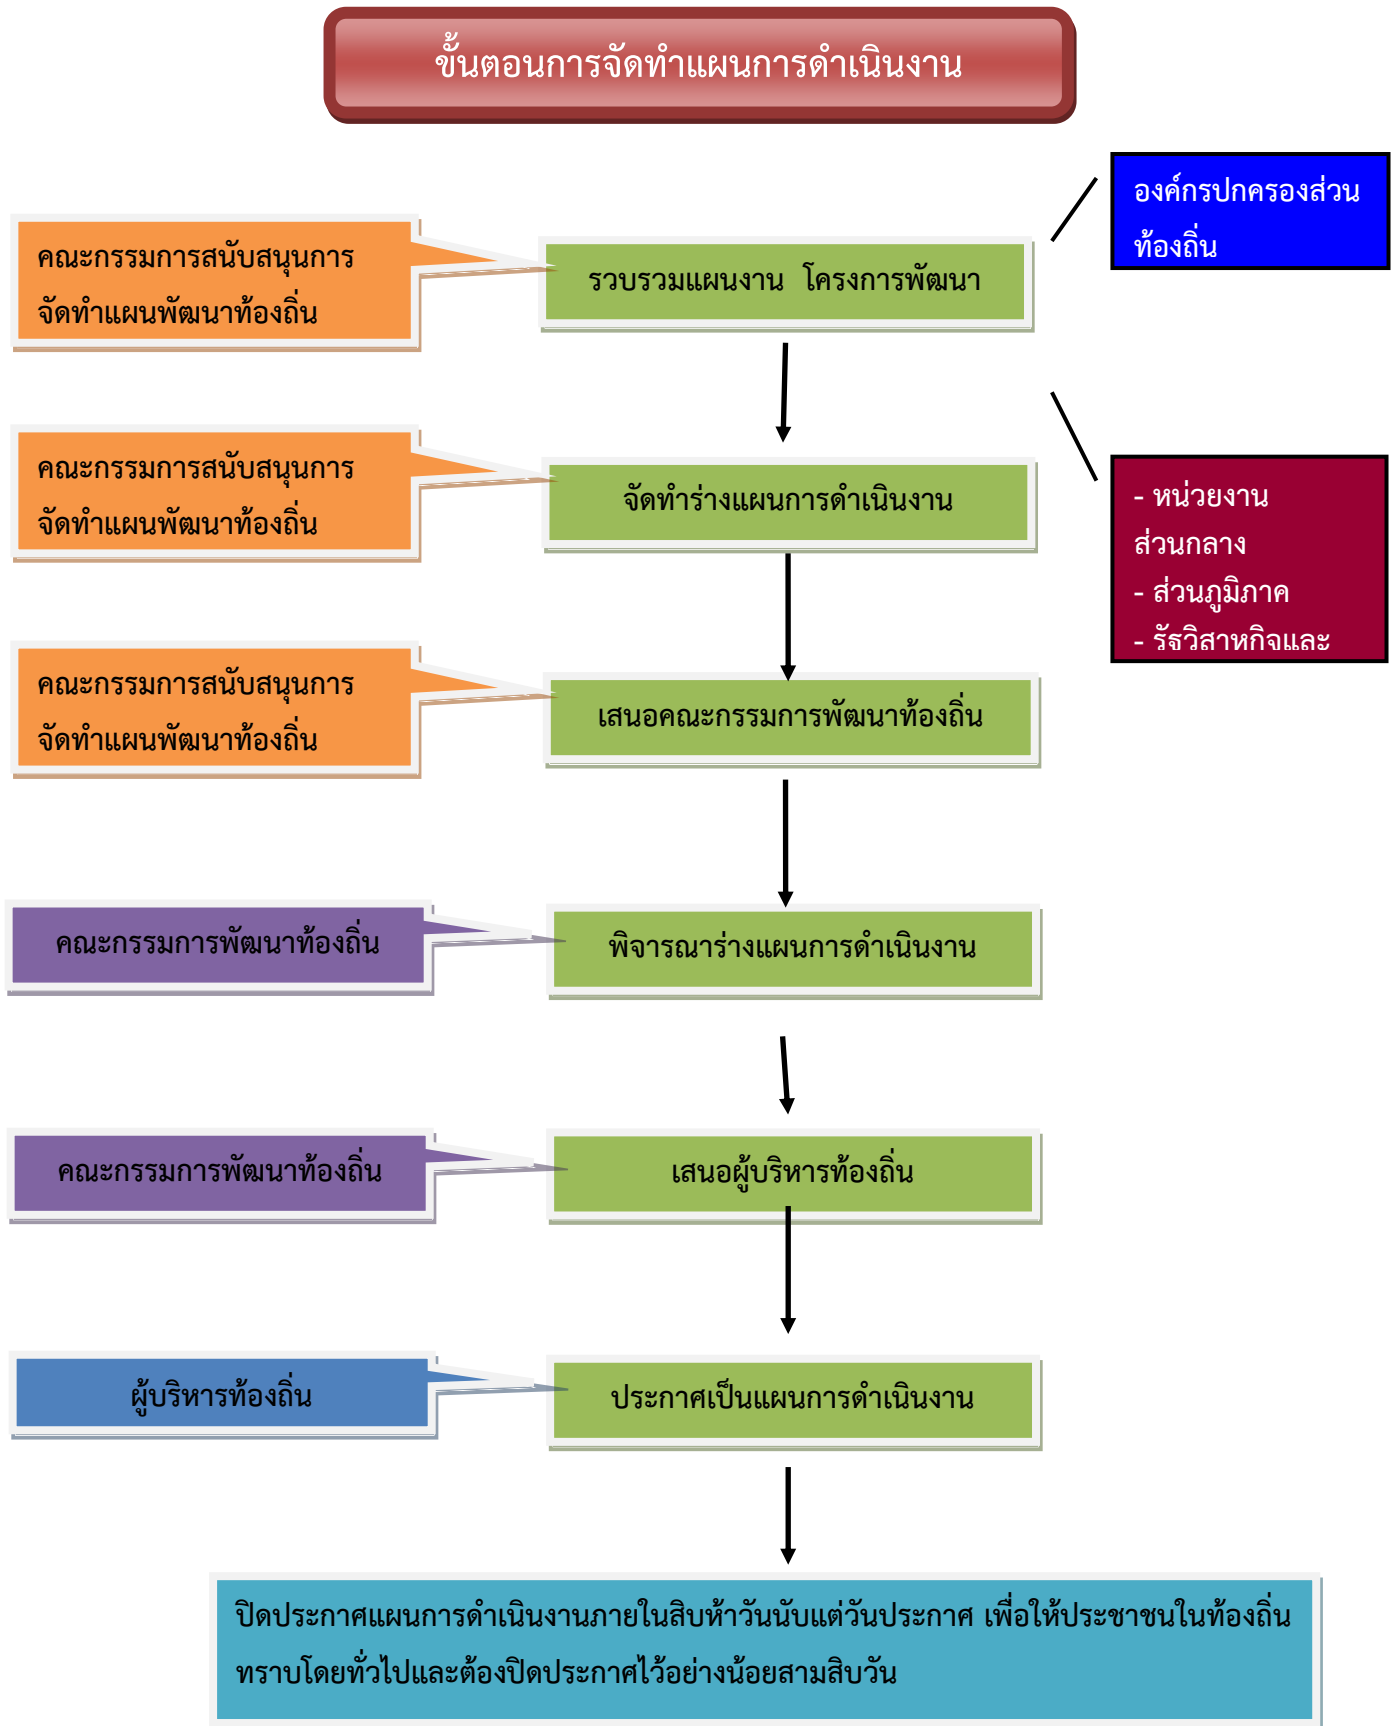 ขั้นตอนการจัดทำแผนการดำเนินงาน
องค์กรปกครองส่วน
ท้องถิ่น
คณะกรรมการสนับสนุนการ
จัดทำแผนพัฒนาท้องถิ่น
รวบรวมแผนงาน โครงการพัฒนา
คณะกรรมการสนับสนุนการ
จัดทำแผนพัฒนาท้องถิ่น
จัดทำร่างแผนการดำเนินงาน
- หน่วยงาน
ส่วนกลาง
- ส่วนภูมิภาค
- รัฐวิสาหกิจและ
คณะกรรมการสนับสนุนการ
จัดทำแผนพัฒนาท้องถิ่น
เสนอคณะกรรมการพัฒนาท้องถิ่น
คณะกรรมการพัฒนาท้องถิ่น
พิจารณาร่างแผนการดำเนินงาน
คณะกรรมการพัฒนาท้องถิ่น
เสนอผู้บริหารท้องถิ่น
ผู้บริหารท้องถิ่น
ประกาศเป็นแผนการดำเนินงาน
ปิดประกาศแผนการดำเนินงานภายในสิบห้าวันนับแต่วันประกาศ เพื่อให้ประชาชนในท้องถิ่น
ทราบโดยทั่วไปและต้องปิดประกาศไว้อย่างน้อยสามสิบวัน